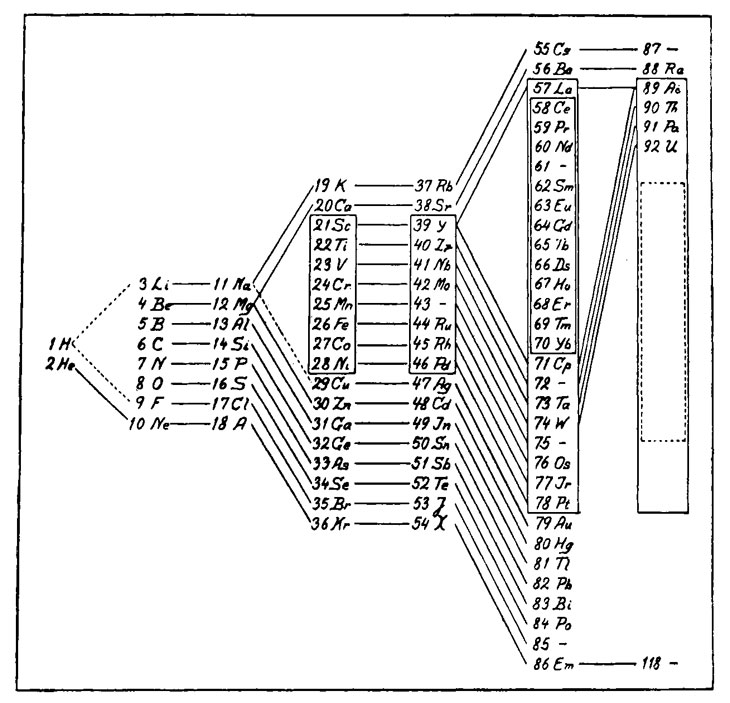 1 H
2 He
3 Li
4 Be
5 B
6 C
7 N
8 O
9 F
10 Ne
11 Na
12 Mg
13 Al
14 Si
15 P
16 S
17 Cl
18 A
19 K
20 Ca
21 Sc
22 Ti
23 V
24 Cr
25 Mn
26 Fe
27 Co
28 Ni
29 Cu
30 Zn
31 Ga
32 Ge
33 As
34 Se
35 Br
36 Kr
37 Rb
38 Sr
39 Y
40 Zr
41 Nb
42 Mo
43 -
44 Ru
45 Rh
46 Pd
47 Ag
48 Cd
49 Jn
50 Sn
51 Sb
52 Te
53 J
54 X
55 Cs
56 Ba
57 La
58 Ce
59 Pr
60 Nd
61 -
62 Sm
63 Eu
64 Gd
65 Tb
66 Ds
67 Ho
68 Er
69 Tm
70 Yb
71 Cp
72 -
73 Ta
74 W
75 -
76 Os
77 Jr
78 Pt
79 Au
80 Hg
81 Tl
82 Pb
83 Bi
84 Po
85 -
86 Em
87 -
88 Ra
89 Ac
90 Th
91 Pa
92 U
118 -